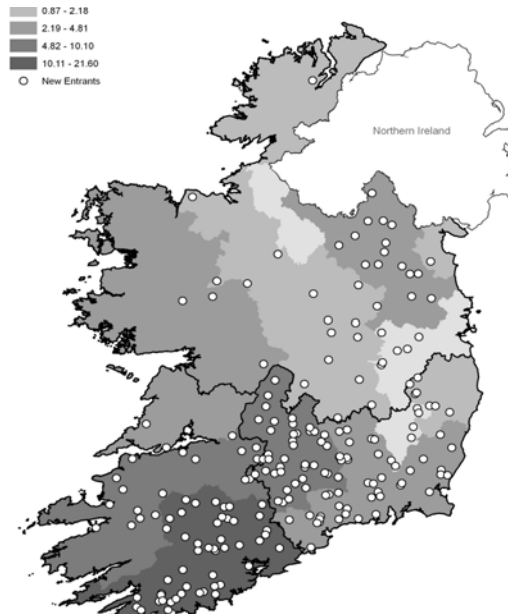 0.87 - 2.18
2.19 - 4.81
4.82 - 10.10
10.11 - 21.60
New Entrants
Northern Ireland